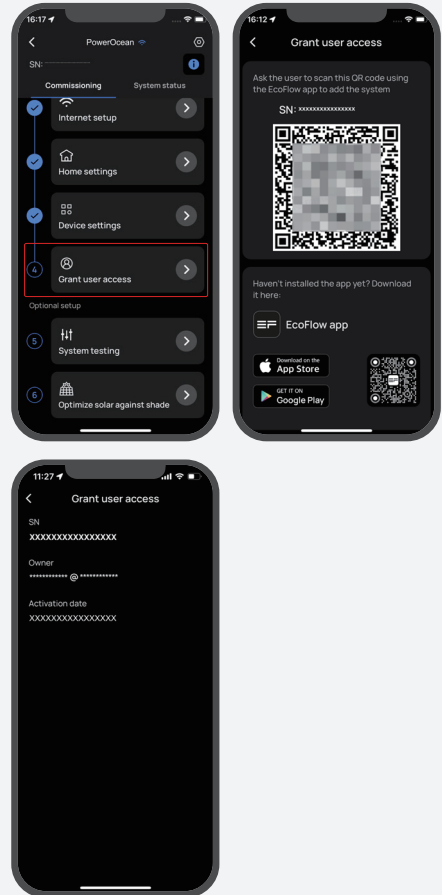 16:17
PowerOcean
SN:
Commissioning
System status
Internet setup
Home settings
Device settings
4
Grant user access
Optional setup
5
System testing
6
Optimize solar against shade
16:12
Grant user access
Ask the user to scan this QR code using
the EcoFlow app to add the system
SN: xxxxxxxxxxxxxxxx
Haven't installed the app yet? Download
it here:
EcoFlow app
Download on the
App Store
GET IT ON
Google Play
11:27
Grant user access
SN
XXXXXXXXXXXXXXXX
Owner
*********** @ ***********
Activation date
XXXXXXXXXXXXXXXX